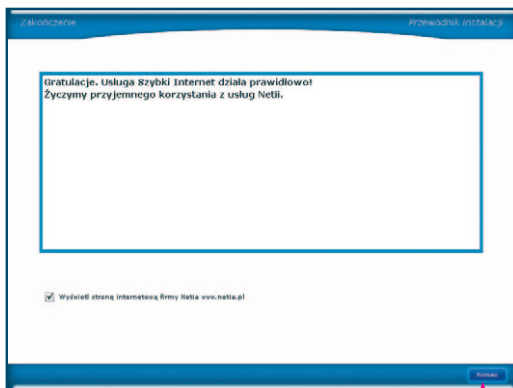 Zakończenie
Przewodnik instalacji
Gratulacje. Usługa Szybki Internet działa prawidłowo!
Życzymy przyjemnego korzystania z usług Netii.
Wyświetl stronę internetową firmy Netia www.netia.pl
Koniec